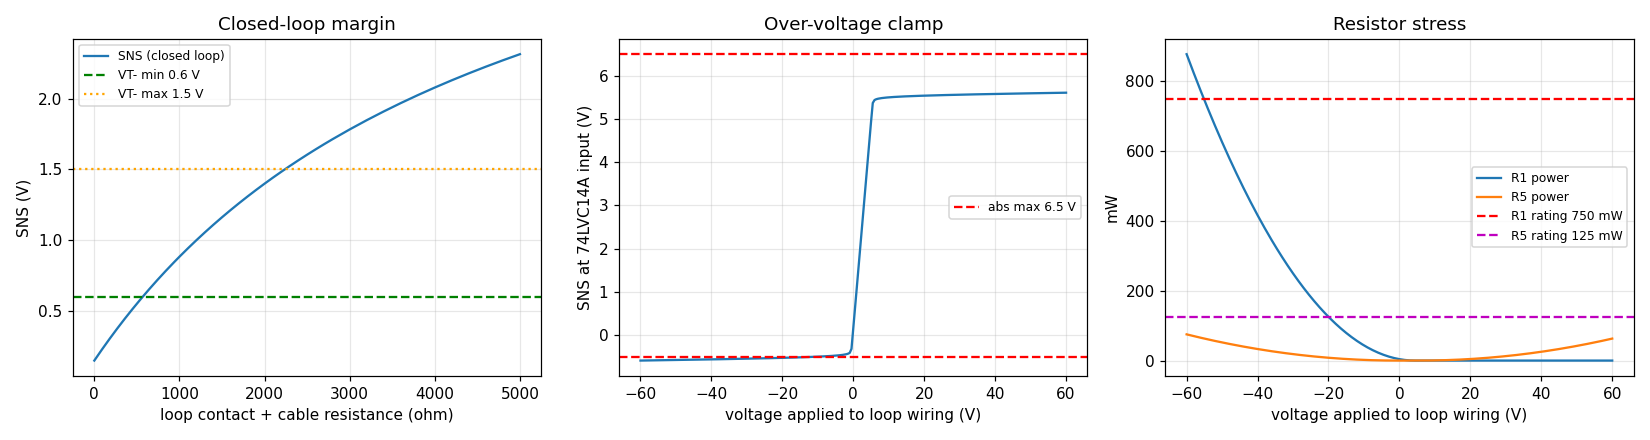 Closed-loop margin
SNS (closed loop)
VT- min 0.6 V
VT- max 1.5 V
SNS (V)
2.0
1.5
1.0
0.5
0
1000
2000
3000
4000
5000
loop contact + cable resistance (ohm)
Over-voltage clamp
abs max 6.5 V
SNS at 74LVC14A input (V)
6
5
4
3
2
1
0
−60
−40
−20
0
20
40
60
voltage applied to loop wiring (V)
Resistor stress
R1 power
R5 power
R1 rating 750 mW
R5 rating 125 mW
mW
800
600
400
200
0
−60
−40
−20
0
20
40
60
voltage applied to loop wiring (V)